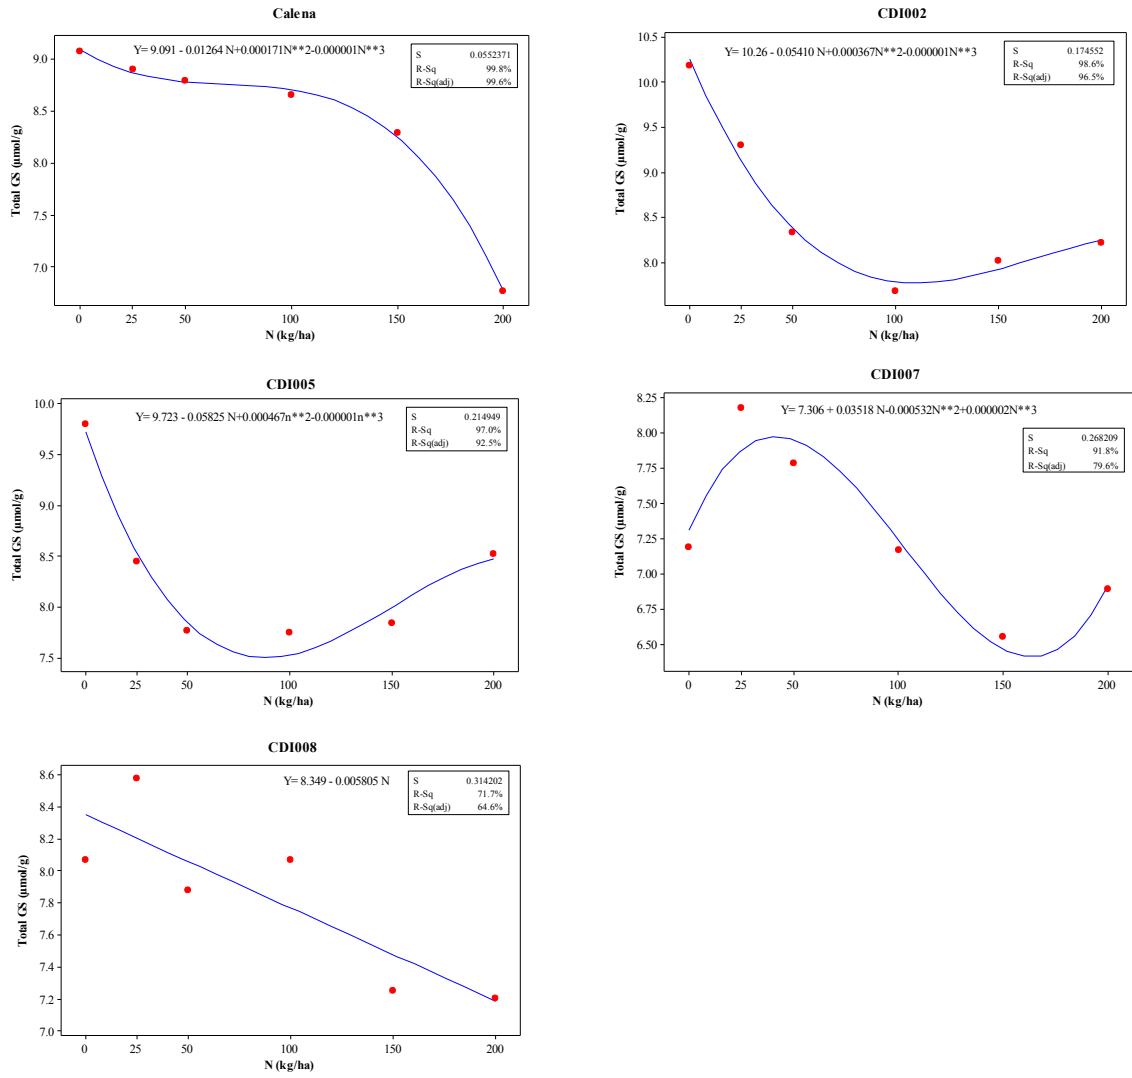 Calena
Y= 9.091 - 0.01264 N+0.000171N**2-0.000001N**3
S 0.0552371
R-Sq 99.8%
R-Sq(adj) 99.6%
Total GS (µmol/g)
9.0
8.5
8.0
7.5
7.0
0 25 50 100 150 200
N (kg/ha)
CDI002
Y= 10.26 - 0.05410 N+0.000367N**2-0.000001N**3
S 0.174552
R-Sq 98.6%
R-Sq(adj) 96.5%
Total GS (µmol/g)
10.5
10.0
9.5
9.0
8.5
8.0
0 25 50 100 150 200
N (kg/ha)
CDI005
Y= 9.723 - 0.05825 N+0.000467n**2-0.000001n**3
S 0.214949
R-Sq 97.0%
R-Sq(adj) 92.5%
Total GS (µmol/g)
10.0
9.5
9.0
8.5
8.0
7.5
0 25 50 100 150 200
N (kg/ha)
CDI007
Y= 7.306 + 0.03518 N-0.000532N**2+0.000002N**3
S 0.268209
R-Sq 91.8%
R-Sq(adj) 79.6%
Total GS (µmol/g)
8.25
8.00
7.75
7.50
7.25
7.00
6.75
6.50
0 25 50 100 150 200
N (kg/ha)
CDI008
Y= 8.349 - 0.005805 N
S 0.314202
R-Sq 71.7%
R-Sq(adj) 64.6%
Total GS (µmol/g)
8.6
8.4
8.2
8.0
7.8
7.6
7.4
7.2
7.0
0 25 50 100 150 200
N (kg/ha)